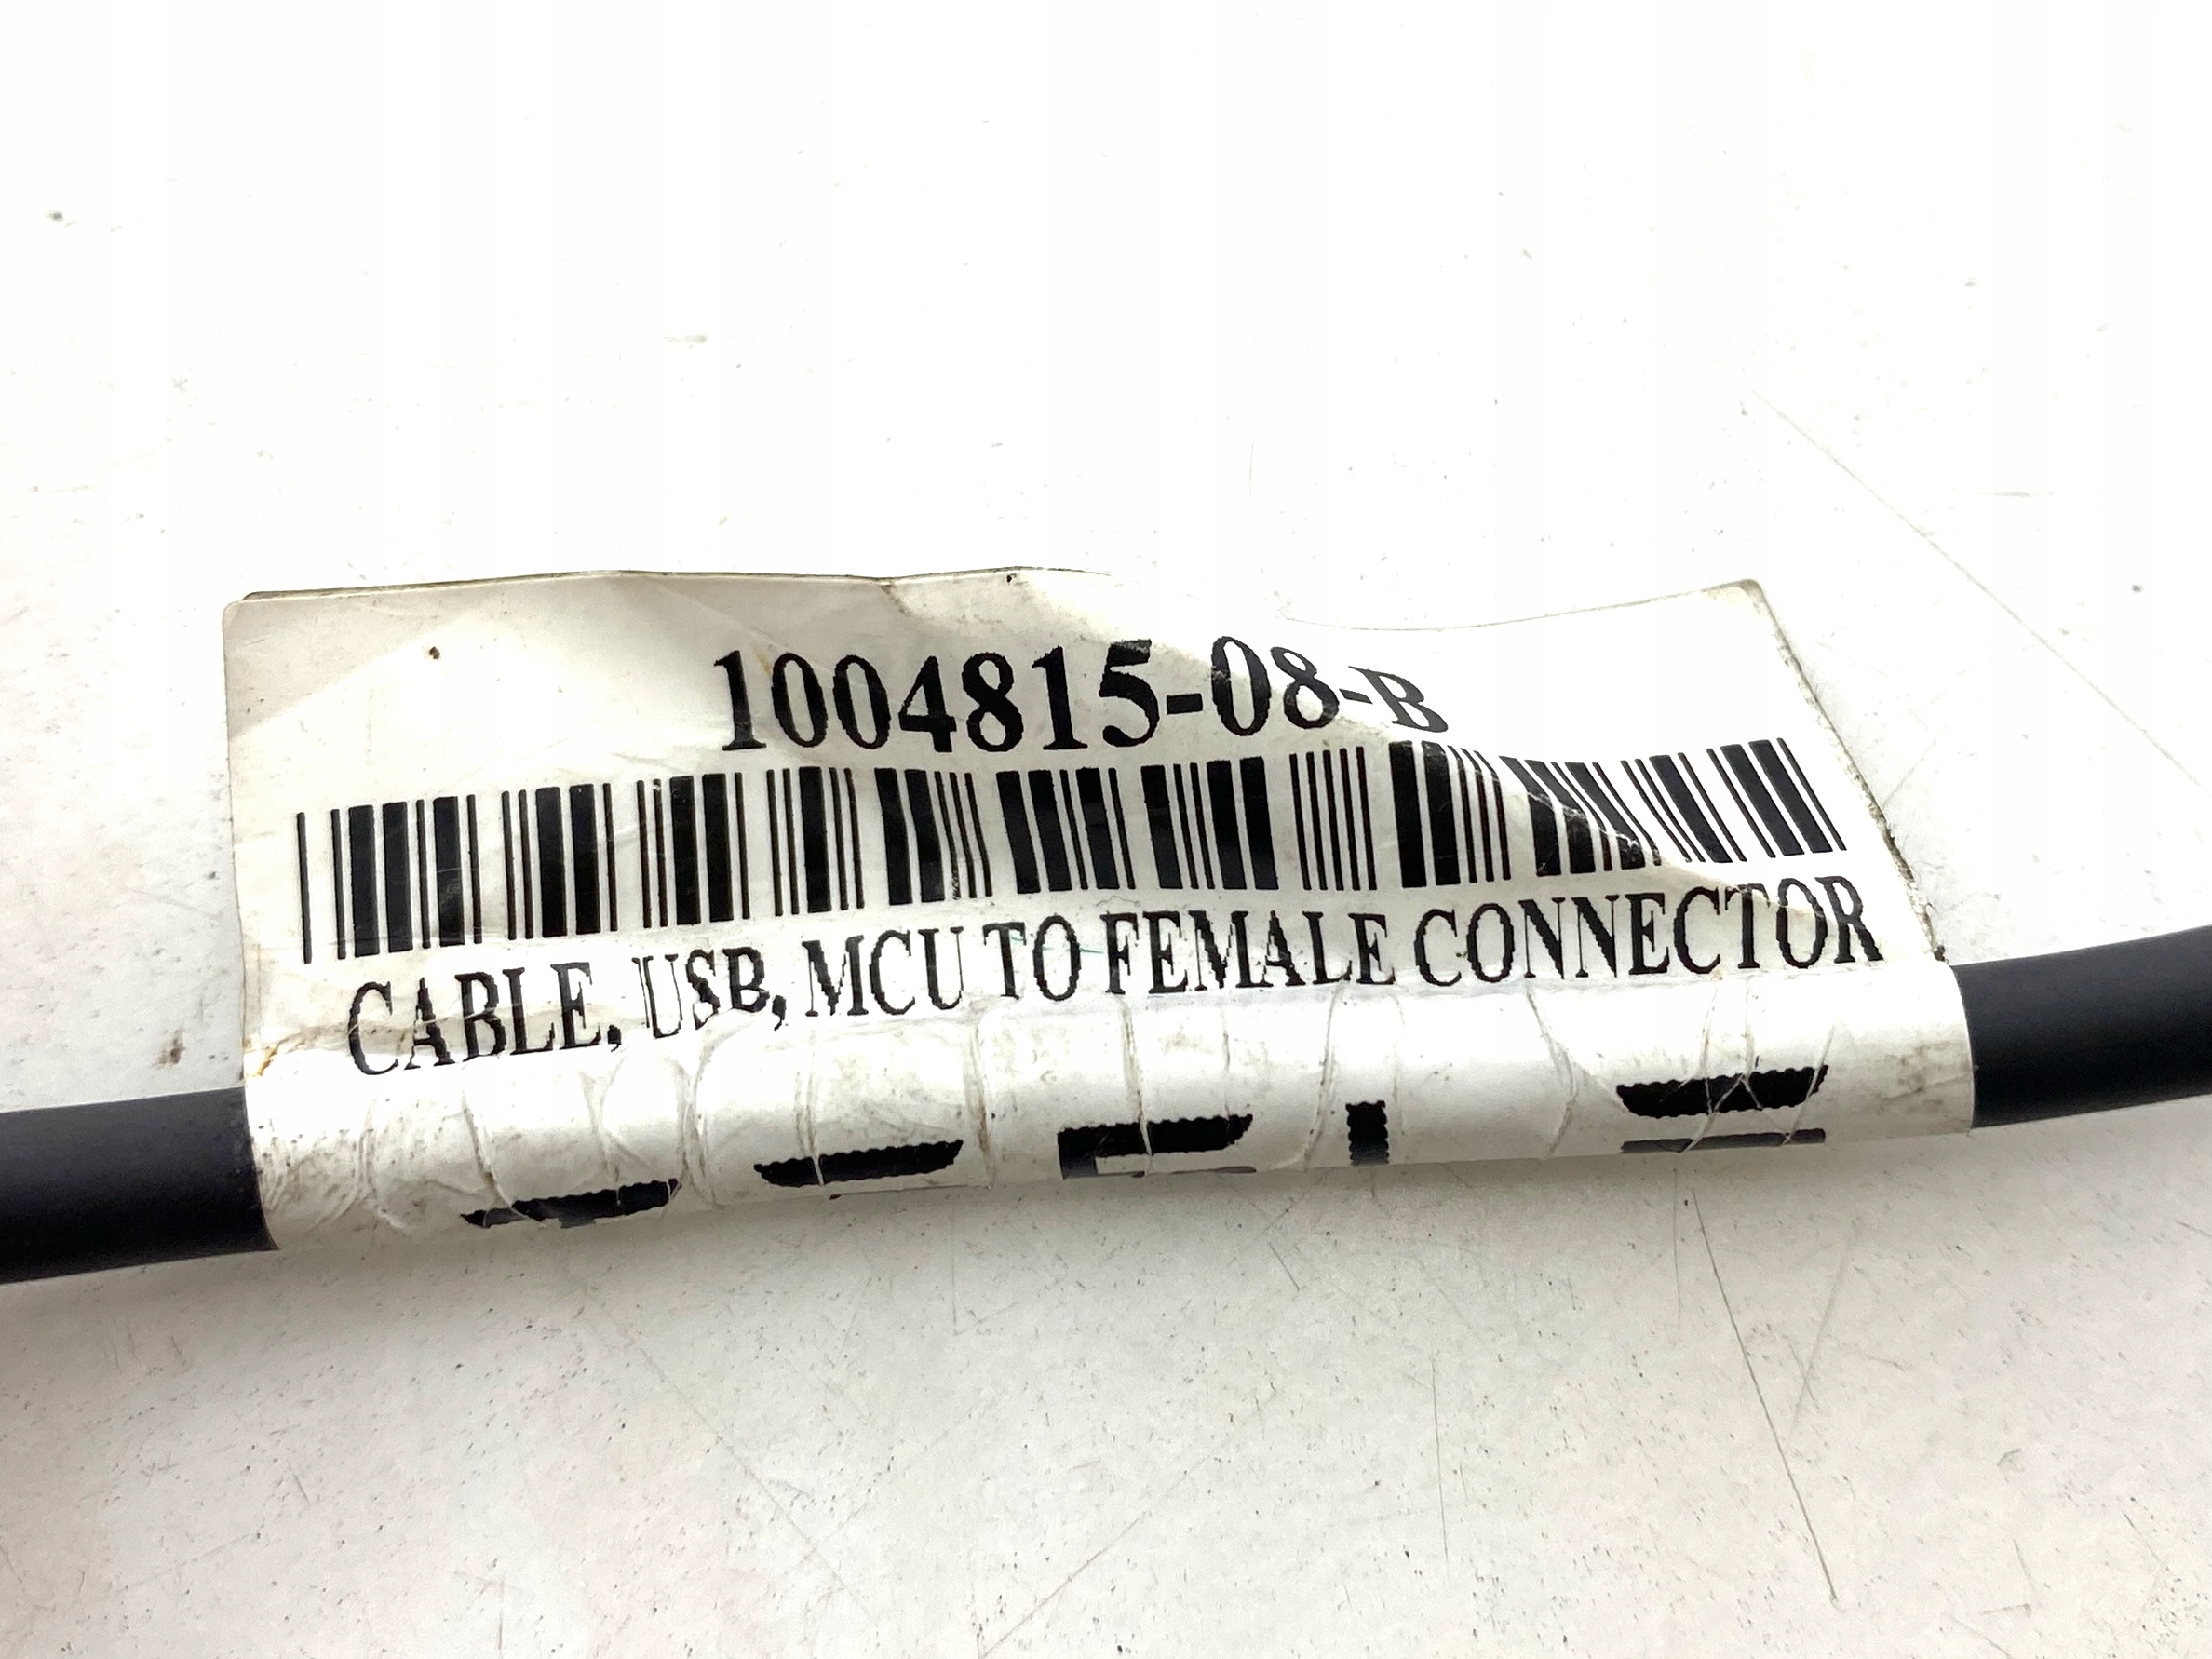 1004815-08-B
CABLE, USB, MCU TO FEMALE CONNECTOR